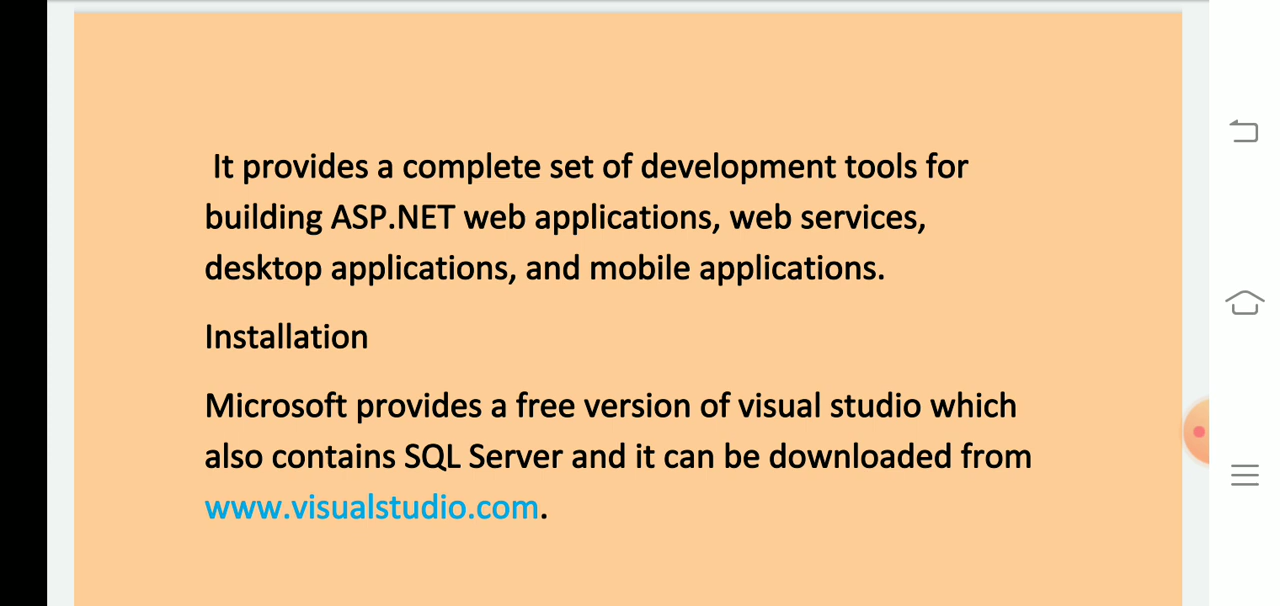 It provides a complete set of development tools for
building ASP.NET web applications, web services,
desktop applications, and mobile applications.
Installation
Microsoft provides a free version of visual studio which
also contains SQL Server and it can be downloaded from
www.visualstudio.com.